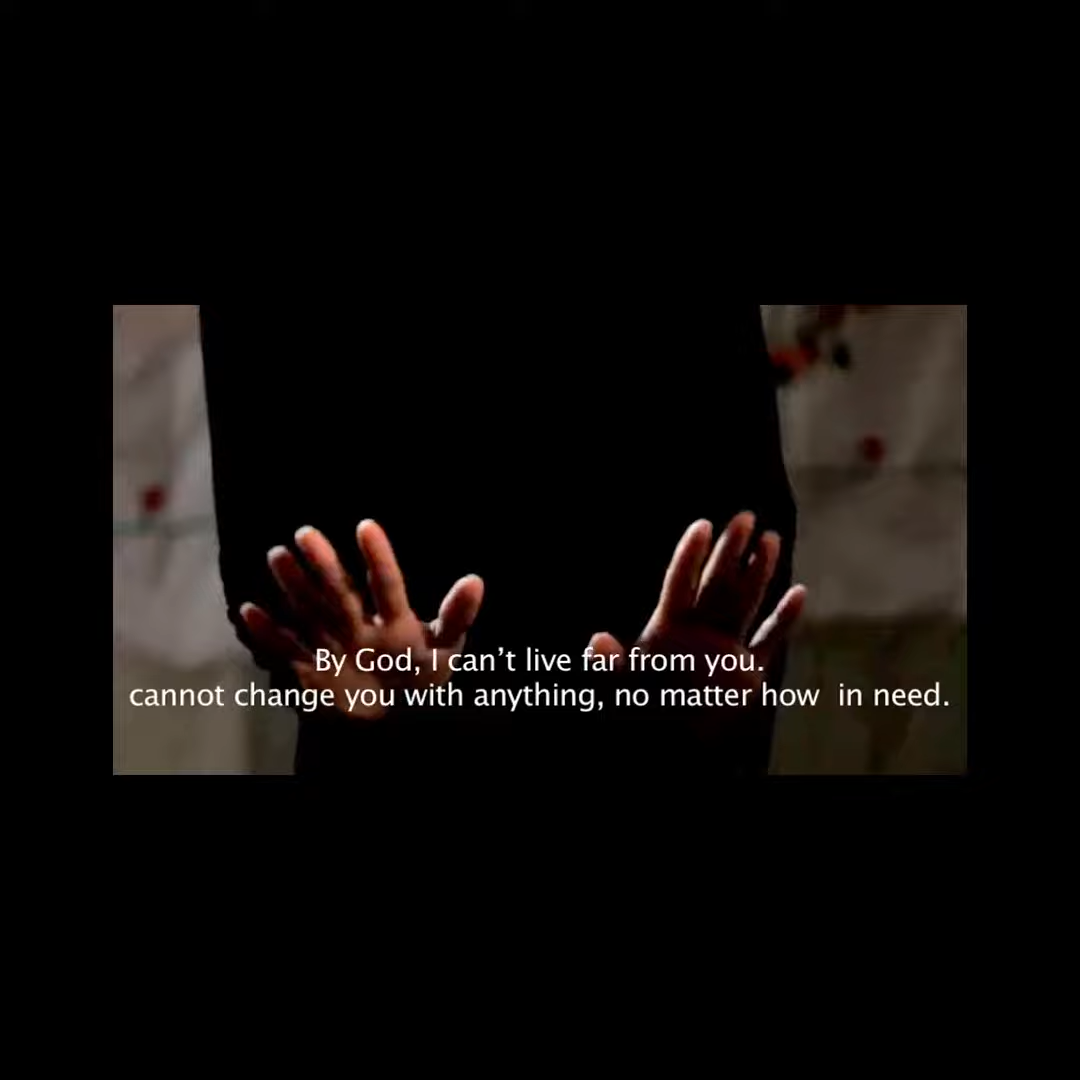 By God, I can’t live far from you.
cannot change you with anything, no matter how  in need.